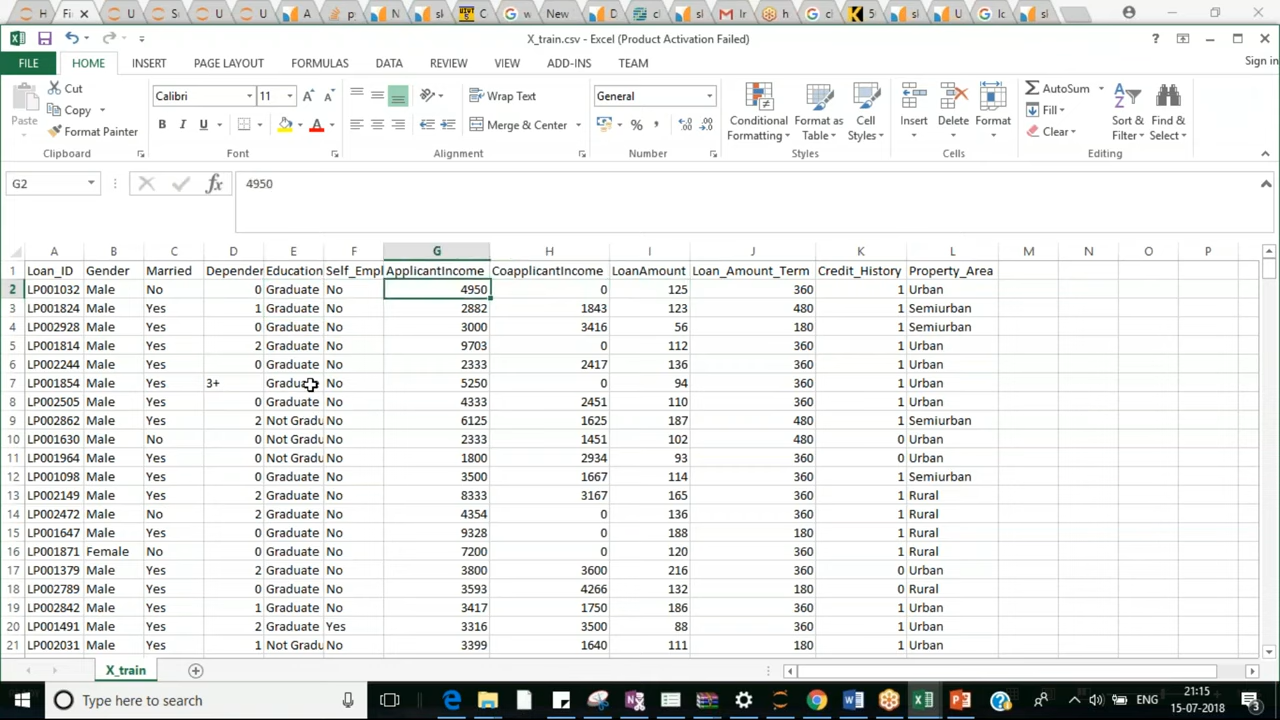 H Fi U St U U A p N sk C w New D cl sl Ir h cl 5( sl U Ic sl
X_train.csv - Excel (Product Activation Failed)
FILE HOME INSERT PAGE LAYOUT FORMULAS DATA REVIEW VIEW ADD-INS TEAM Sign in
Cut Calibri 11 Wrap Text General AutoSum
Copy Fill
Paste Format Painter B I U Merge & Center % Conditional Formatting Format as Table Cell Styles Insert Delete Format Clear Sort & Filter Find & Select
Clipboard Font Alignment Number Styles Cells Editing
G2 fx 4950
A B C D E F G H I J K L M N O P
1 Loan_ID Gender Married Depender Education Self_Empl ApplicantIncome CoapplicantIncome LoanAmount Loan_Amount_Term Credit_History Property_Area
2 LP001032 Male No 0 Graduate No 4950 0 125 360 1 Urban
3 LP001824 Male Yes 1 Graduate No 2882 1843 123 480 1 Semiurban
4 LP002928 Male Yes 0 Graduate No 3000 3416 56 180 1 Semiurban
5 LP001814 Male Yes 2 Graduate No 9703 0 112 360 1 Urban
6 LP002244 Male Yes 0 Graduate No 2333 2417 136 360 1 Urban
7 LP001854 Male Yes 3+ Graduate No 5250 0 94 360 1 Urban
8 LP002505 Male Yes 0 Graduate No 4333 2451 110 360 1 Urban
9 LP002862 Male Yes 2 Not Gradu No 6125 1625 187 480 1 Semiurban
10 LP001630 Male No 0 Not Gradu No 2333 1451 102 480 0 Urban
11 LP001964 Male Yes 0 Not Gradu No 1800 2934 93 360 0 Urban
12 LP001098 Male Yes 0 Graduate No 3500 1667 114 360 1 Semiurban
13 LP002149 Male Yes 2 Graduate No 8333 3167 165 360 1 Rural
14 LP002472 Male No 2 Graduate No 4354 0 136 360 1 Rural
15 LP001647 Male Yes 0 Graduate No 9328 0 188 180 1 Rural
16 LP001871 Female No 0 Graduate No 7200 0 120 360 1 Rural
17 LP001379 Male Yes 2 Graduate No 3800 3600 216 360 0 Urban
18 LP002789 Male Yes 0 Graduate No 3593 4266 132 180 0 Rural
19 LP002842 Male Yes 1 Graduate No 3417 1750 186 360 1 Urban
20 LP001491 Male Yes 2 Graduate Yes 3316 3500 88 360 1 Urban
21 LP002031 Male Yes 1 Not Gradu No 3399 1640 111 180 1 Urban
X_train
Type here to search ENG 21:15
15-07-2018 3